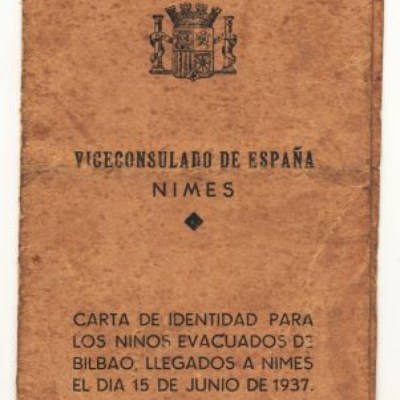 VICECONSULADO DE ESPAÑA
NIMES
CARTA DE IDENTIDAD PARA
LOS NIÑOS EVACUADOS DE
BILBAO, LLEGADOS A NIMES
EL DIA 15 DE JUNIO DE 1937.